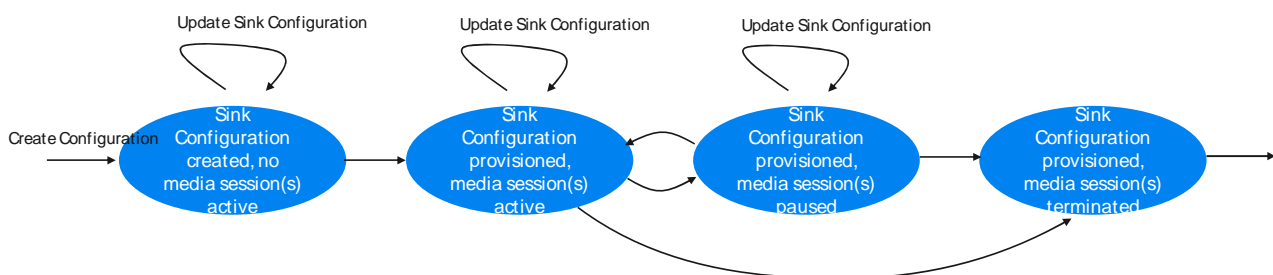 Update Sink Configuration
Update Sink Configuration
Update Sink Configuration
Create Configuration
Sink
Configuration
created, no
media session(s)
active
Sink
Configuration
provisioned,
media session(s)
active
Sink
Configuration
provisioned,
media session(s)
paused
Sink
Configuration
provisioned,
media session(s)
terminated